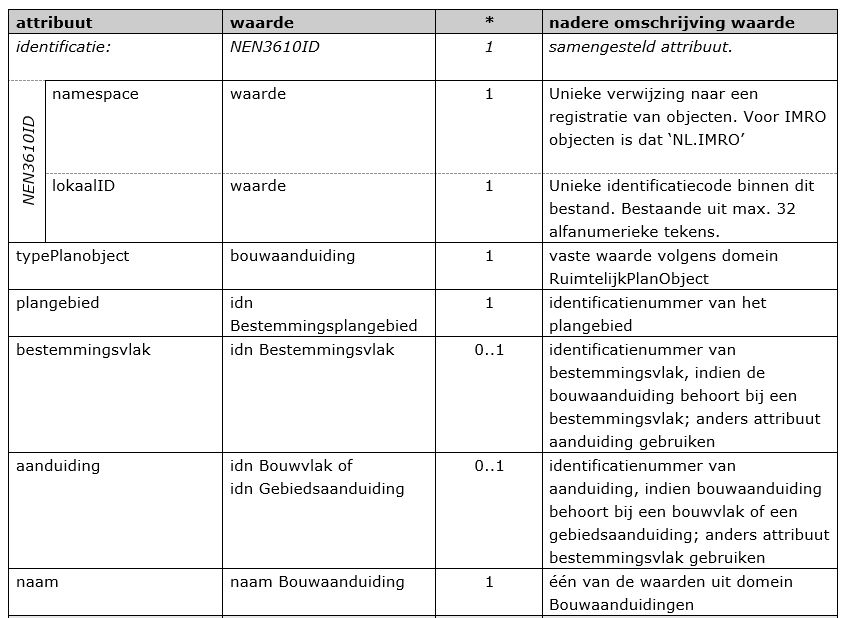 attribuut waarde * nadere omschrijving waarde
identificatie: NEN3610ID 1 samengesteld attribuut.
NEN3610ID
namespace waarde 1 Unieke verwijzing naar een
registratie van objecten. Voor IMRO
objecten is dat ‘NL.IMRO’
lokaalID waarde 1 Unieke identificatiecode binnen dit
bestand. Bestaande uit max. 32
alfanumerieke tekens.
typePlanobject bouwaanduiding 1 vaste waarde volgens domein
RuimtelijkPlanObject
plangebied idn 1 identificatienummer van het
Bestemmingsplangebied plangebied
bestemmingsvlak idn Bestemmingsvlak 0..1 identificatienummer van
bestemmingsvlak, indien de
bouwaanduiding behoort bij een
bestemmingsvlak; anders attribuut
aanduiding gebruiken
aanduiding idn Bouwvlak of 0..1 identificatienummer van
idn Gebiedsaanduiding aanduiding, indien bouwaanduiding
behoort bij een bouwvlak of een
gebiedsaanduiding; anders attribuut
bestemmingsvlak gebruiken
naam naam Bouwaanduiding 1 één van de waarden uit domein
Bouwaanduidingen